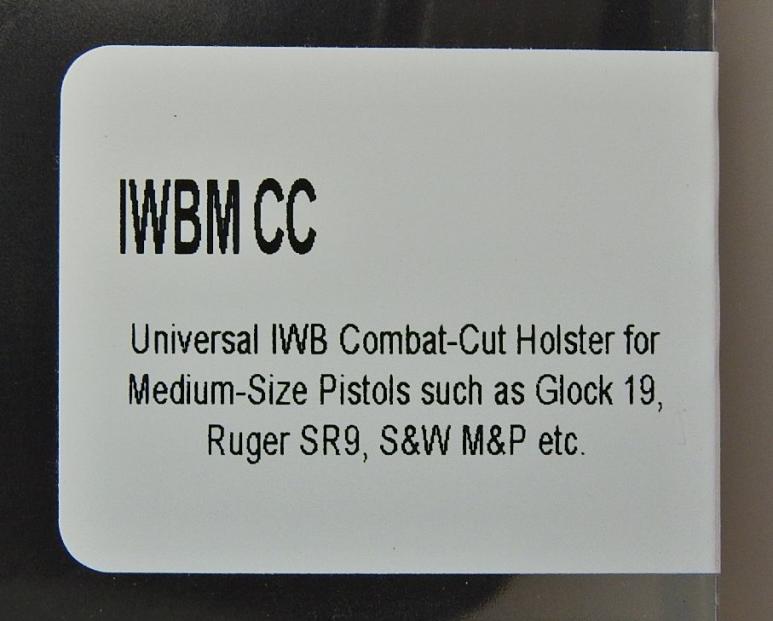 IWBM CC
Universal IWB Combat-Cut Holster for
Medium-Size Pistols such as Glock 19,
Ruger SR9, S&W M&P etc.